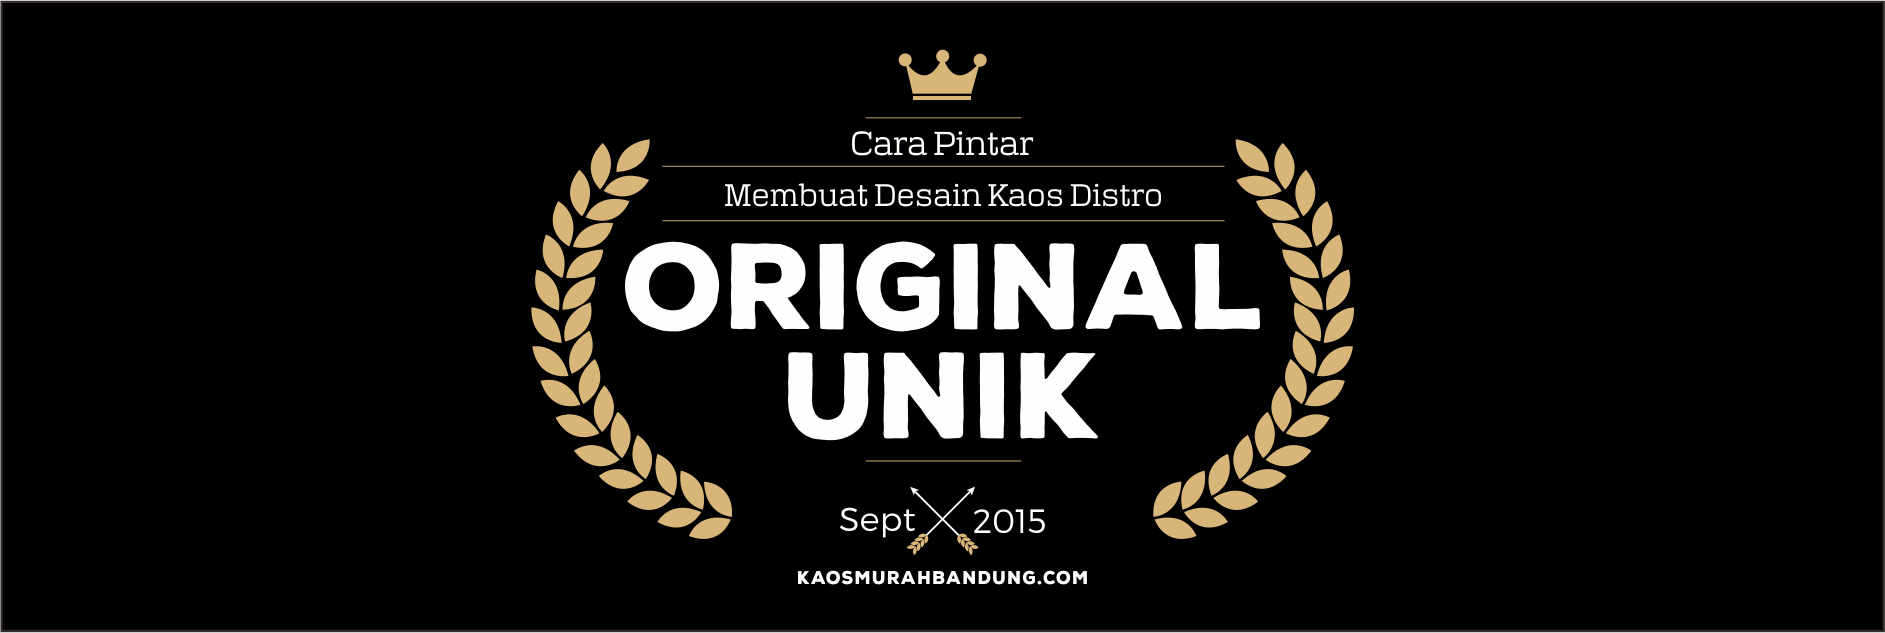 Cara Pintar
Membuat Desain Kaos Distro
ORIGINAL
UNIK
Sept 2015
KAOSMURAHBANDUNG.COM